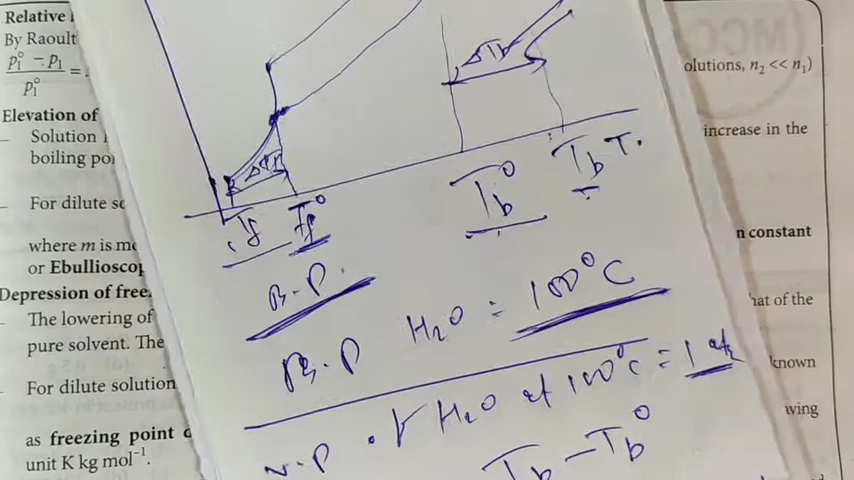 Relative
By Raoult
p₁° − p₁
p₁°
=
olutions, n₂ << n₁)
Elevation of
Solution
increase in the
boiling po
For dilute so
where m is mo
n constant
or Ebulliosco
Depression of free
The lowering of
hat of the
pure solvent. The
For dilute solution
known
wing
as freezing point d
unit K kg mol⁻¹.
ΔTb
ΔTf
Tf Tf° Tb° Tb T.
B.P.
B.P H₂O = 100°C
V.P. of H₂O at 100°C = 1 atm
Tb − Tb°